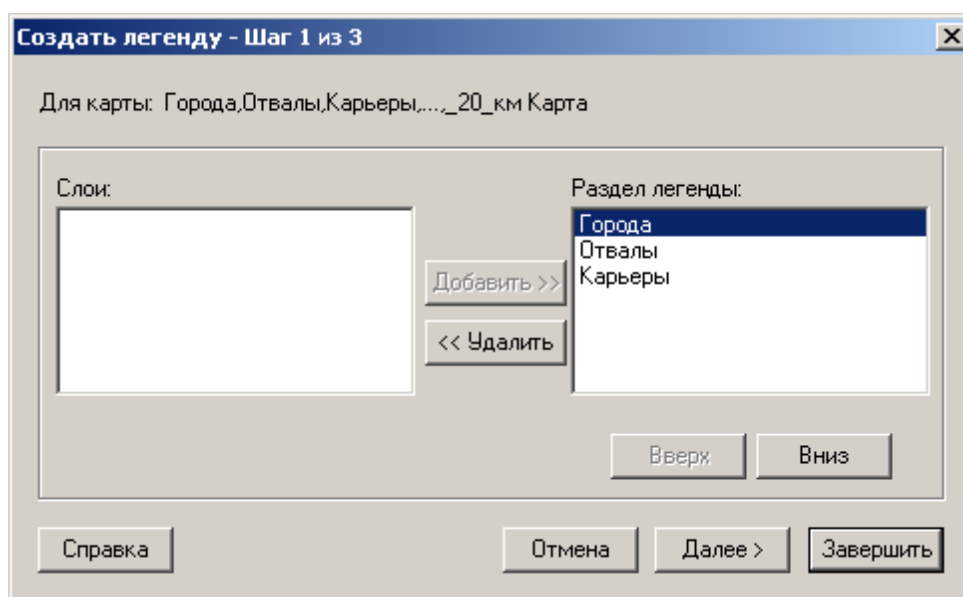 Создать легенду - Шаг 1 из 3
Для карты: Города,Отвалы,Карьеры,...,_20_км Карта
Слои:
Раздел легенды:
Города
Отвалы
Карьеры
Добавить >>
<< Удалить
Вверх
Вниз
Справка
Отмена
Далее >
Завершить